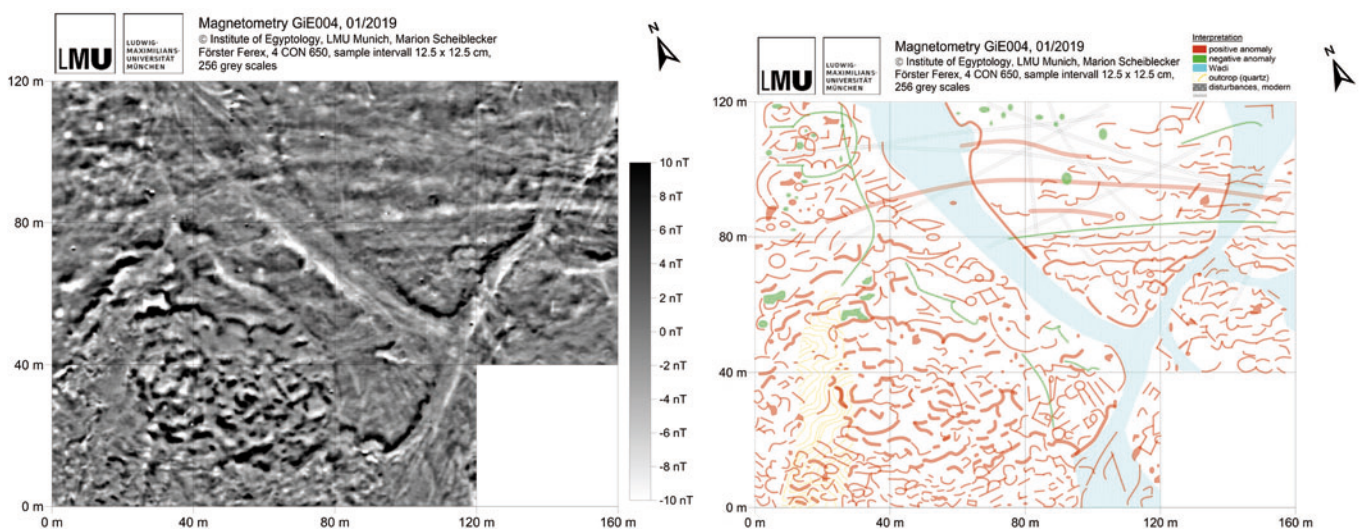 LMU
LUDWIG-
MAXIMILIANS-
UNIVERSITÄT
MÜNCHEN
Magnetometry GiE004, 01/2019
© Institute of Egyptology, LMU Munich, Marion Scheiblecker
Förster Ferex, 4 CON 650, sample intervall 12.5 x 12.5 cm,
256 grey scales
N
120 m
80 m
40 m
0 m
0 m
40 m
80 m
120 m
160 m
10 nT
8 nT
6 nT
4 nT
2 nT
0 nT
-2 nT
-4 nT
-6 nT
-8 nT
-10 nT
LMU
LUDWIG-
MAXIMILIANS-
UNIVERSITÄT
MÜNCHEN
Magnetometry GiE004, 01/2019
© Institute of Egyptology, LMU Munich, Marion Scheiblecker
Förster Ferex, 4 CON 650, sample intervall 12.5 x 12.5 cm,
256 grey scales
Interpretation
positive anomaly
negative anomaly
Wadi
outcrop (quartz)
disturbances, modern
N
120 m
80 m
40 m
0 m
0 m
40 m
80 m
120 m
160 m